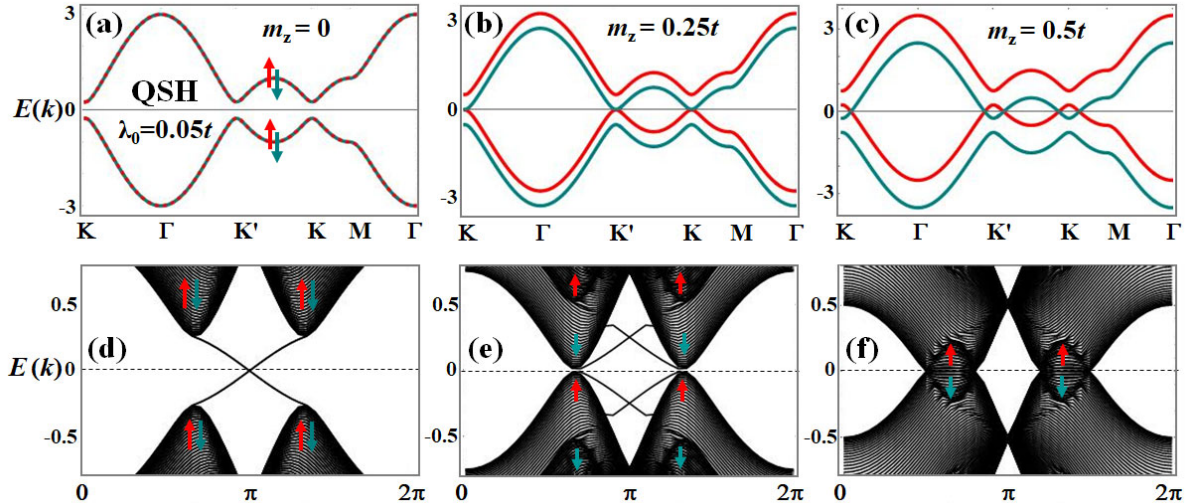 3
(a)
m_z = 0
E(k)0
QSH
λ₀=0.05t
-3
K Γ K' K M Γ
3
(b)
m_z = 0.25t
0
-3
K Γ K' K M Γ
3
(c)
m_z = 0.5t
0
-3
K Γ K' K M Γ
0.5
(d)
E(k)0
-0.5
0 π 2π
0.5
(e)
0
-0.5
0 π 2π
0.5
(f)
0
-0.5
0 π 2π